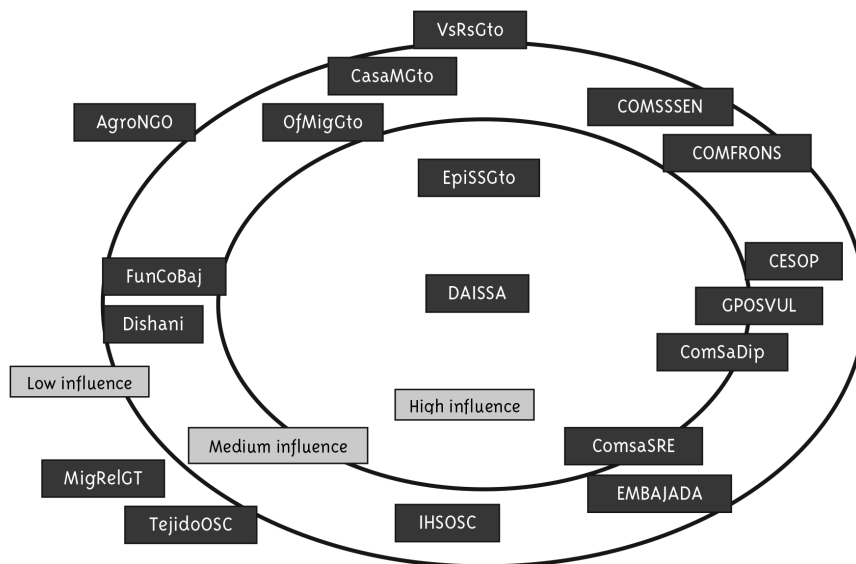 VsRsGto
CasaMGto
COMSSSEN
AgroNGO
OfMigGto
COMFRONS
EpiSSGto
CESOP
FunCoBaj
DAISSA
GPOSVUL
Dishani
ComSaDip
Low influence
High influence
Medium influence
ComsaSRE
MigRelGT
EMBAJADA
TejidoOSC
IHSOSC